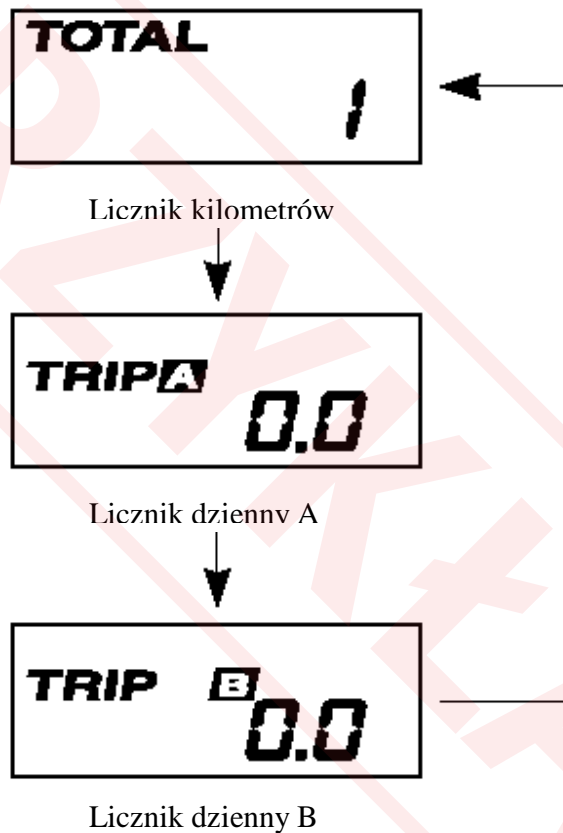 TOTAL
1
Licznik kilometrów
TRIP A
0.0
Licznik dzienny A
TRIP B
0.0
Licznik dzienny B